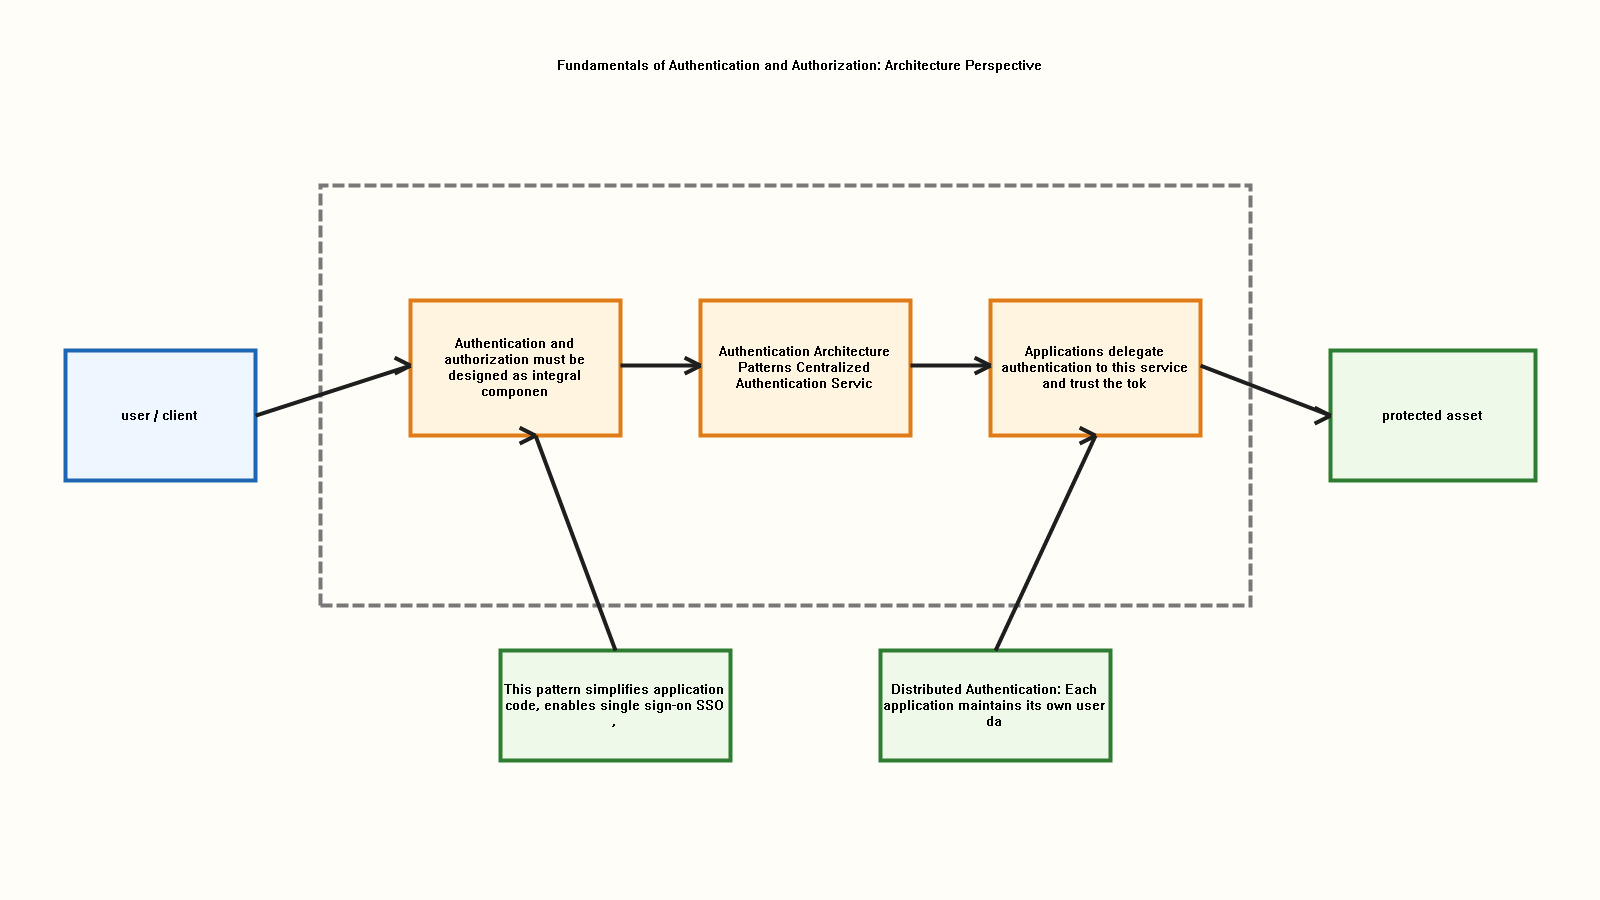 Fundamentals of Authentication and Authorization: Architecture Perspective
Authentication and
authorization must be
designed as integral
componen
Authentication Architecture
Patterns Centralized
Authentication Servic
Applications delegate
authentication to this service
and trust the tok
user / client
protected asset
This pattern simplifies application
code, enables single sign-on SSO
,
Distributed Authentication: Each
application maintains its own user
da